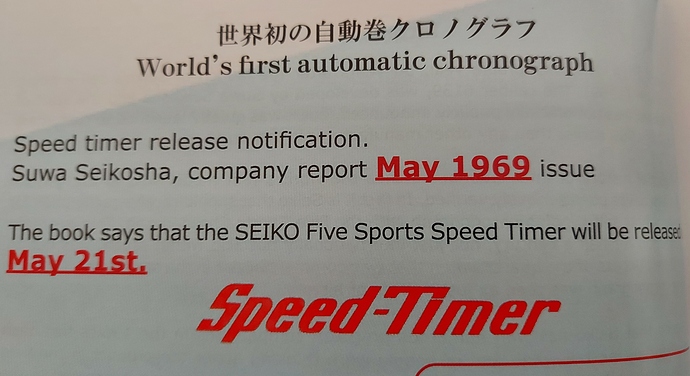 世界初の自動巻クロノグラフ
World's first automatic chronograph
Speed timer release notification.
Suwa Seikosha, company report May 1969 issue
The book says that the SEIKO Five Sports Speed Timer will be released
May 21st.
Speed-Timer